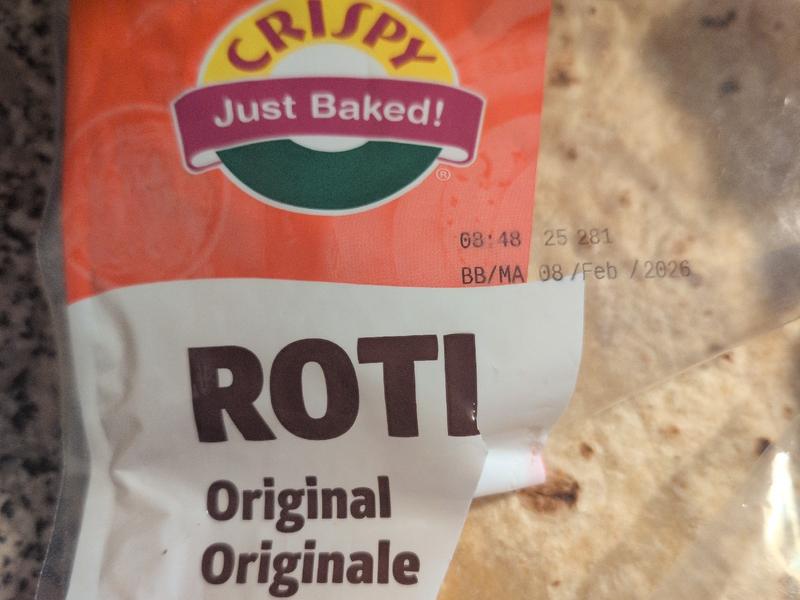 CRISPY
Just Baked!
®
08:48 25 281
BB/MA 08/Feb/2026
ROTI
Original
Originale